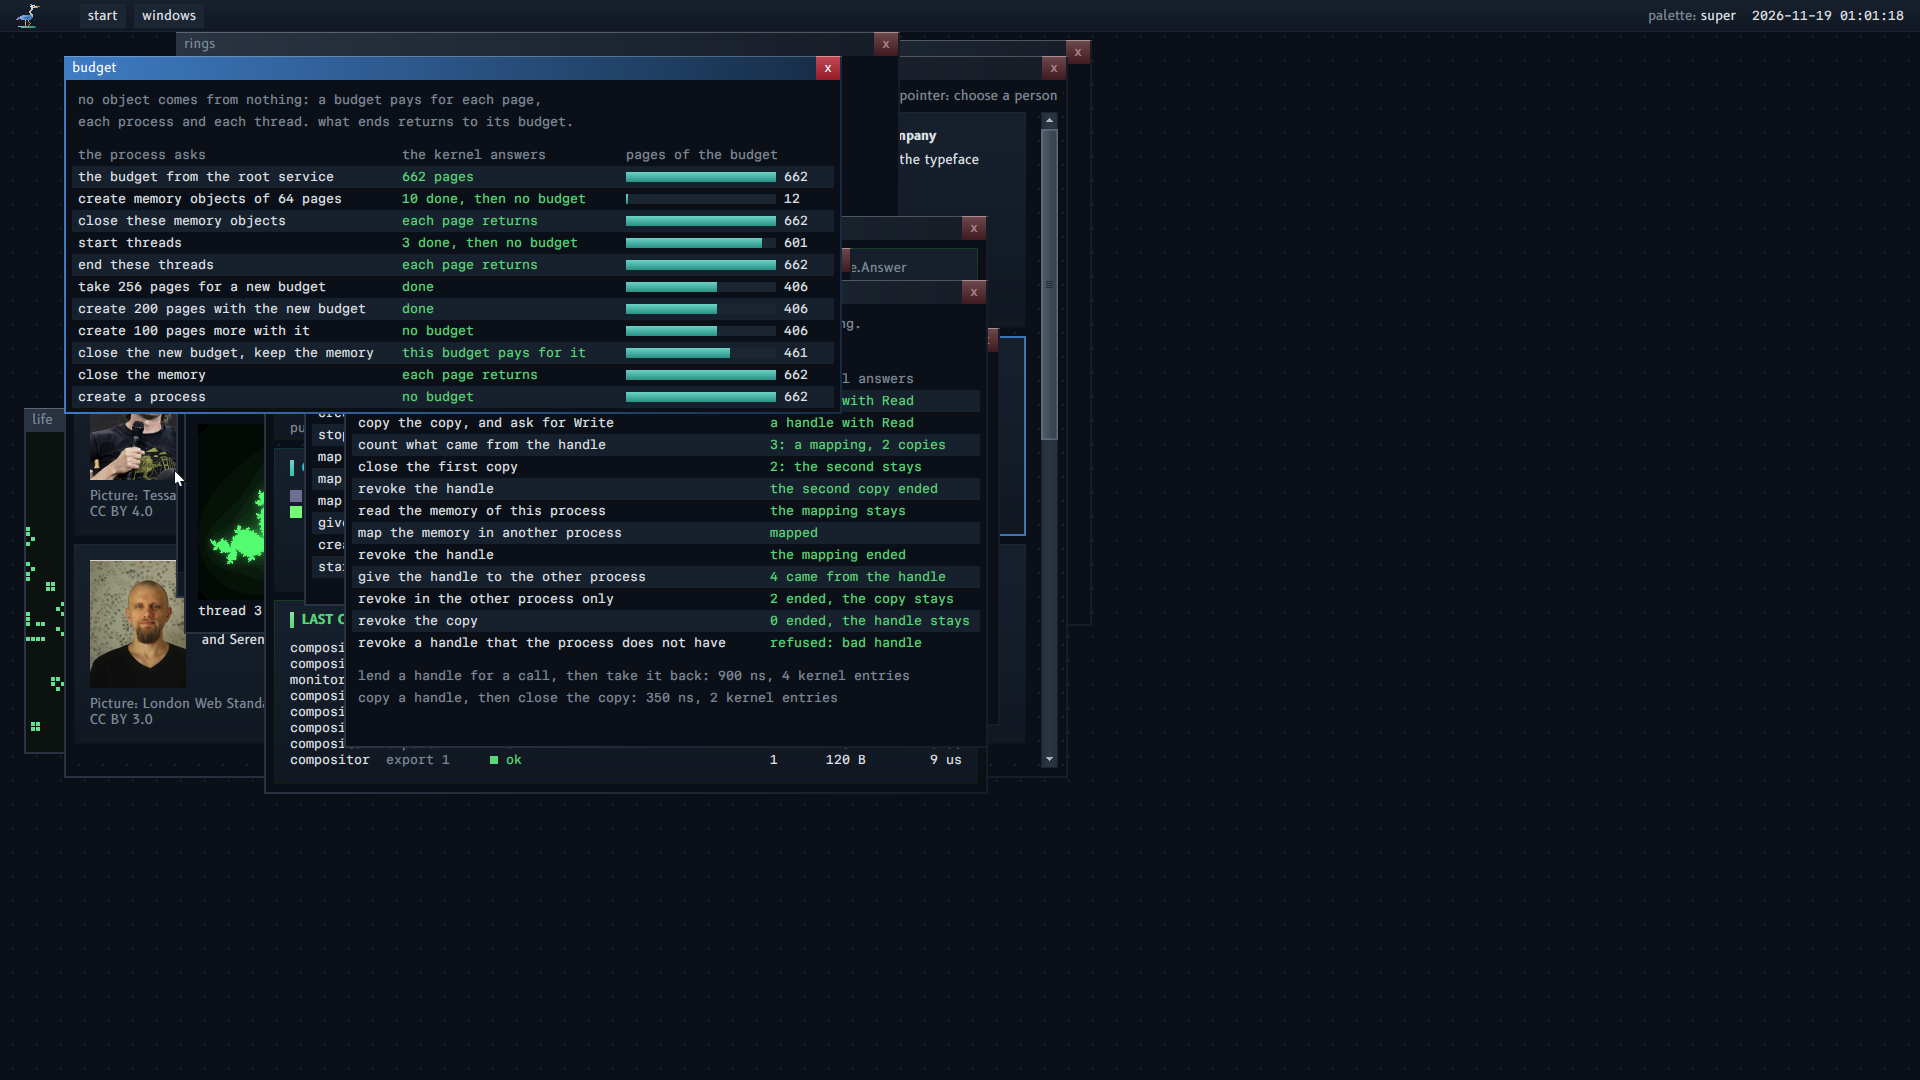 start windows palette: super 2026-11-19 01:01:18
rings x
x
budget x
x
no object comes from nothing: a budget pays for each page,
each process and each thread. what ends returns to its budget.
pointer: choose a person
the process asks the kernel answers pages of the budget
the budget from the root service 662 pages 662
create memory objects of 64 pages 10 done, then no budget 12
close these memory objects each page returns 662
start threads 3 done, then no budget 601
end these threads each page returns 662
take 256 pages for a new budget done 406
create 200 pages with the new budget done 406
create 100 pages more with it no budget 406
close the new budget, keep the memory this budget pays for it 461
close the memory each page returns 662
create a process no budget 662
the typeface
x
.Answer
x
answers
with Read
life
copy the copy, and ask for Write a handle with Read
count what came from the handle 3: a mapping, 2 copies
close the first copy 2: the second stays
revoke the handle the second copy ended
read the memory of this process the mapping stays
map the memory in another process mapped
revoke the handle the mapping ended
give the handle to the other process 4 came from the handle
revoke in the other process only 2 ended, the copy stays
revoke the copy 0 ended, the handle stays
revoke a handle that the process does not have refused: bad handle
lend a handle for a call, then take it back: 900 ns, 4 kernel entries
copy a handle, then close the copy: 350 ns, 2 kernel entries
map
map
map
Picture: Tessa
CC BY 4.0
thread 3
and Seren
Picture: London Web Standa
CC BY 3.0
LAST C
composi
composi
monitor
composi
composi
composi
composi
compositor export 1 ok 1 120 B 9 us